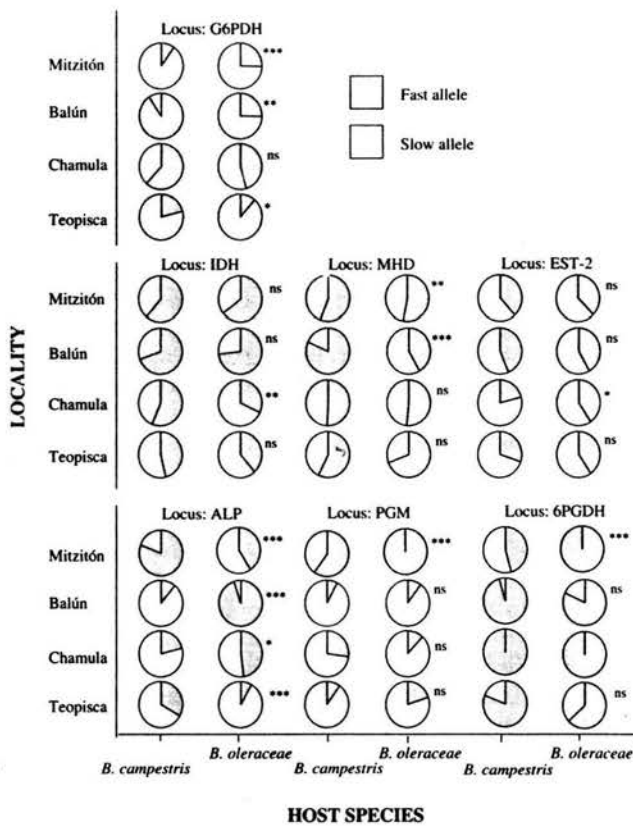 Locus: G6PDH
Mitzitón ***
Balún **
Chamula ns
Teopisca *
Fast allele
Slow allele
Locus: IDH Locus: MHD Locus: EST-2
Mitzitón ns ** ns
Balún ns *** ns
Chamula ** ns *
Teopisca ns ns ns
Locus: ALP Locus: PGM Locus: 6PGDH
Mitzitón *** *** ***
Balún *** ns ns
Chamula * ns
Teopisca *** ns ns
LOCALITY
B. oleraceae B. oleraceae B. oleraceae
B. campestris B. campestris B. campestris
HOST SPECIES